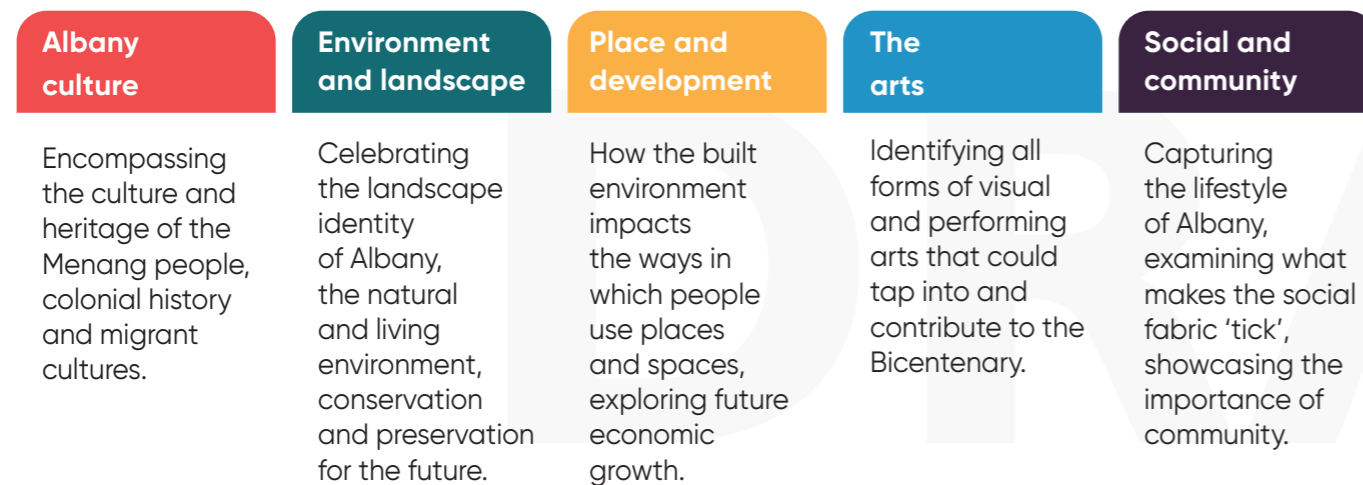 Albany
culture
Encompassing
the culture and
heritage of the
Menang people,
colonial history
and migrant
cultures.
Environment
and landscape
Celebrating
the landscape
identity
of Albany,
the natural
and living
environment,
conservation
and preservation
for the future.
Place and
development
How the built
environment
impacts
the ways in
which people
use places
and spaces,
exploring future
economic
growth.
The
arts
Identifying all
forms of visual
and performing
arts that could
tap into and
contribute to the
Bicentenary.
Social and
community
Capturing
the lifestyle
of Albany,
examining what
makes the social
fabric ‘tick’,
showcasing the
importance of
community.